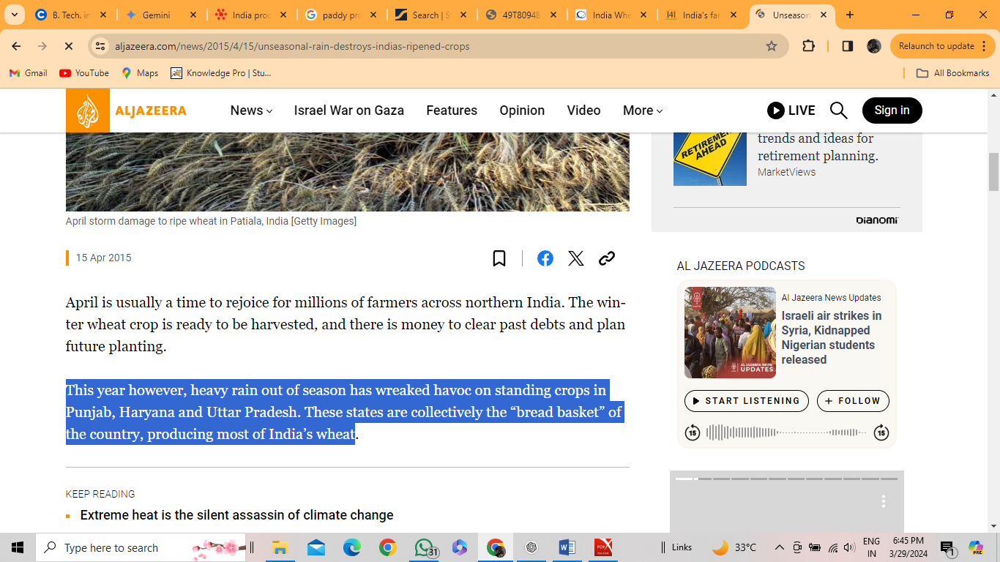 B. Tech. in
Gemini
India proc
paddy pro
Search | S
49T8094B
India Whe
India's far
Unseason
aljazeera.com/news/2015/4/15/unseasonal-rain-destroys-indias-ripened-crops
Relaunch to update
Gmail
YouTube
Maps
Knowledge Pro | Stu...
All Bookmarks
ALJAZEERA
News
Israel War on Gaza
Features
Opinion
Video
More
LIVE
Sign in
RETIREMENT AHEAD
trends and ideas for
retirement planning.
MarketViews
DIANOMI
April storm damage to ripe wheat in Patiala, India [Getty Images]
15 Apr 2015
April is usually a time to rejoice for millions of farmers across northern India. The win-
ter wheat crop is ready to be harvested, and there is money to clear past debts and plan
future planting.
This year however, heavy rain out of season has wreaked havoc on standing crops in
Punjab, Haryana and Uttar Pradesh. These states are collectively the “bread basket” of
the country, producing most of India’s wheat.
KEEP READING
Extreme heat is the silent assassin of climate change
AL JAZEERA PODCASTS
Al Jazeera News Updates
Israeli air strikes in
Syria, Kidnapped
Nigerian students
released
AL JAZEERA NEWS
UPDATES
START LISTENING
FOLLOW
15
15
Type here to search
31
Links
33°C
ENG
IN
6:45 PM
3/29/2024
1
PRE